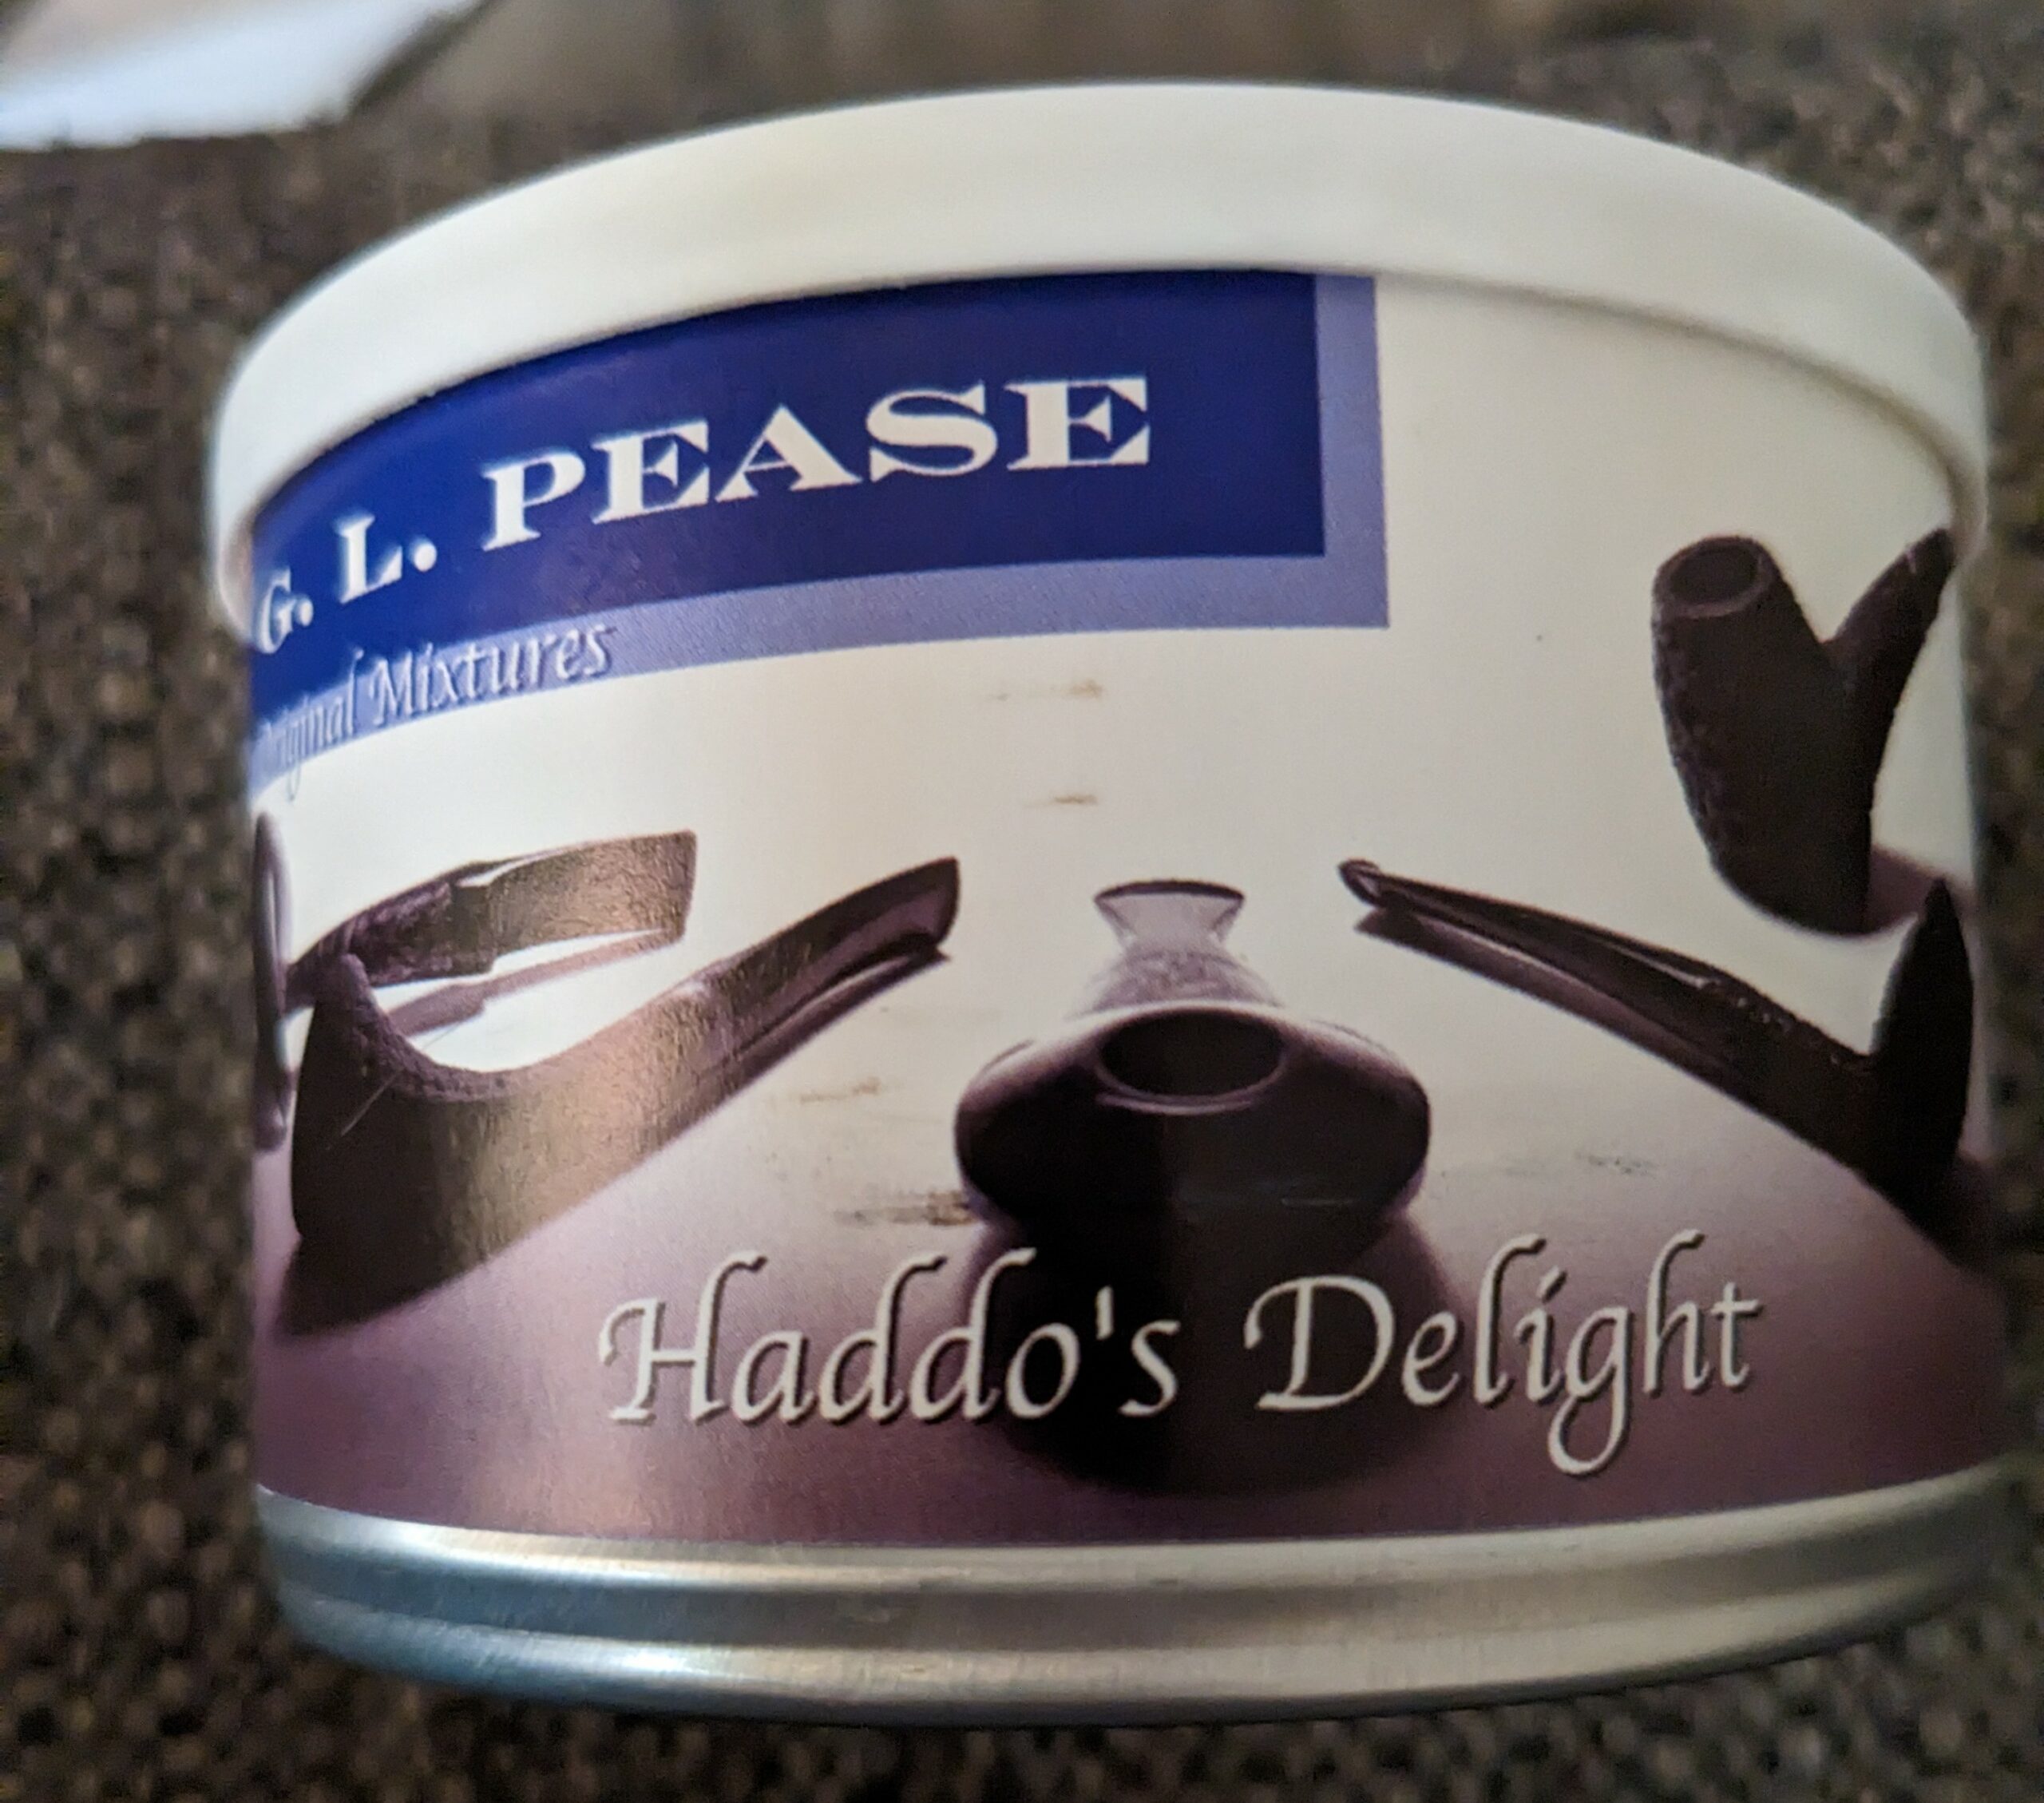 G. L. PEASE
Original Mixtures
Haddo's Delight